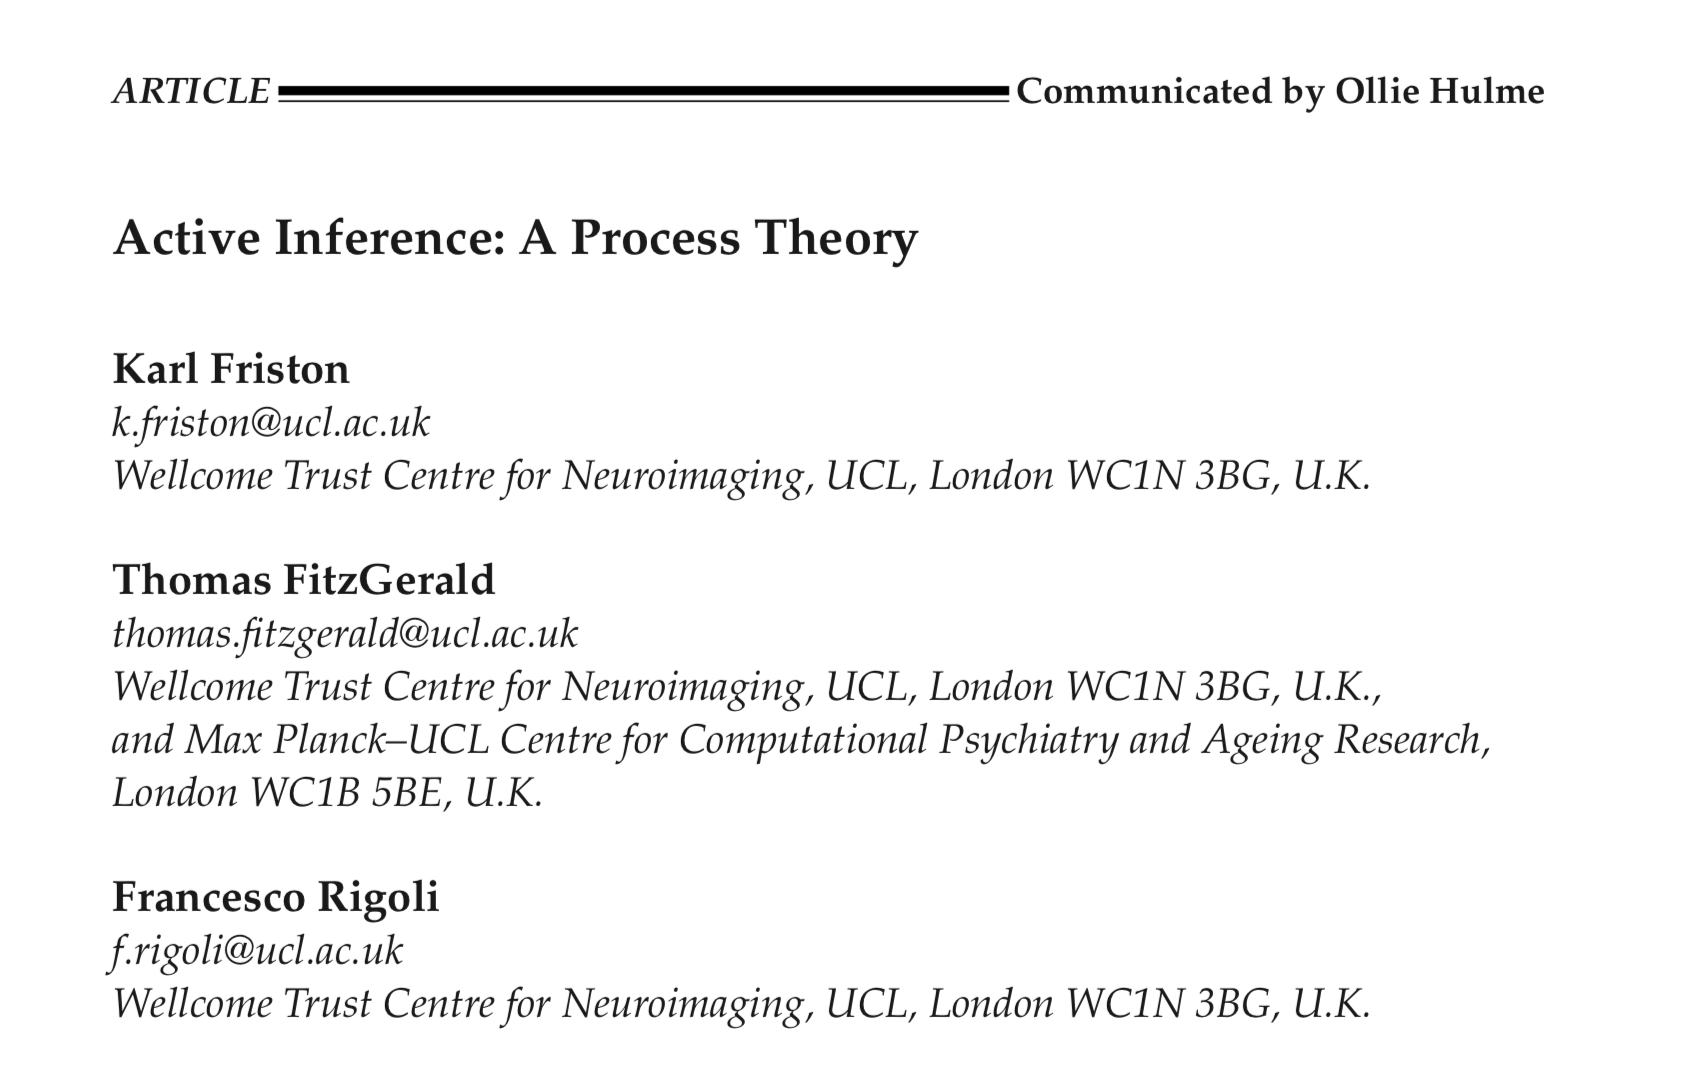 ARTICLE Communicated by Ollie Hulme
Active Inference: A Process Theory
Karl Friston
k.friston@ucl.ac.uk
Wellcome Trust Centre for Neuroimaging, UCL, London WC1N 3BG, U.K.
Thomas FitzGerald
thomas.fitzgerald@ucl.ac.uk
Wellcome Trust Centre for Neuroimaging, UCL, London WC1N 3BG, U.K.,
and Max Planck–UCL Centre for Computational Psychiatry and Ageing Research,
London WC1B 5BE, U.K.
Francesco Rigoli
f.rigoli@ucl.ac.uk
Wellcome Trust Centre for Neuroimaging, UCL, London WC1N 3BG, U.K.